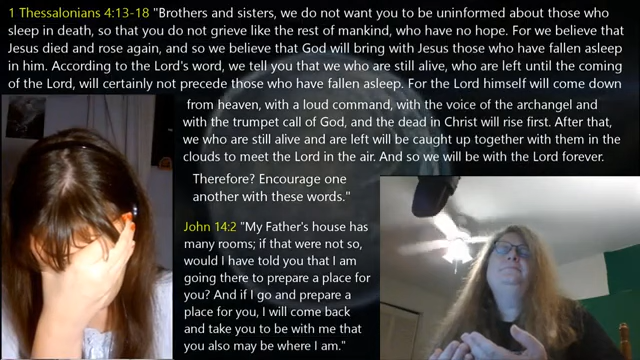 1 Thessalonians 4:13-18 "Brothers and sisters, we do not want you to be uninformed about those who
sleep in death, so that you do not grieve like the rest of mankind, who have no hope. For we believe that
Jesus died and rose again, and so we believe that God will bring with Jesus those who have fallen asleep
in him. According to the Lord's word, we tell you that we who are still alive, who are left until the coming
of the Lord, will certainly not precede those who have fallen asleep. For the Lord himself will come down
from heaven, with a loud command, with the voice of the archangel and
with the trumpet call of God, and the dead in Christ will rise first. After that,
we who are still alive and are left will be caught up together with them in the
clouds to meet the Lord in the air. And so we will be with the Lord forever.
Therefore? Encourage one
another with these words."
John 14:2 "My Father's house has
many rooms; if that were not so,
would I have told you that I am
going there to prepare a place for
you? And if I go and prepare a
place for you, I will come back
and take you to be with me that
you also may be where I am."